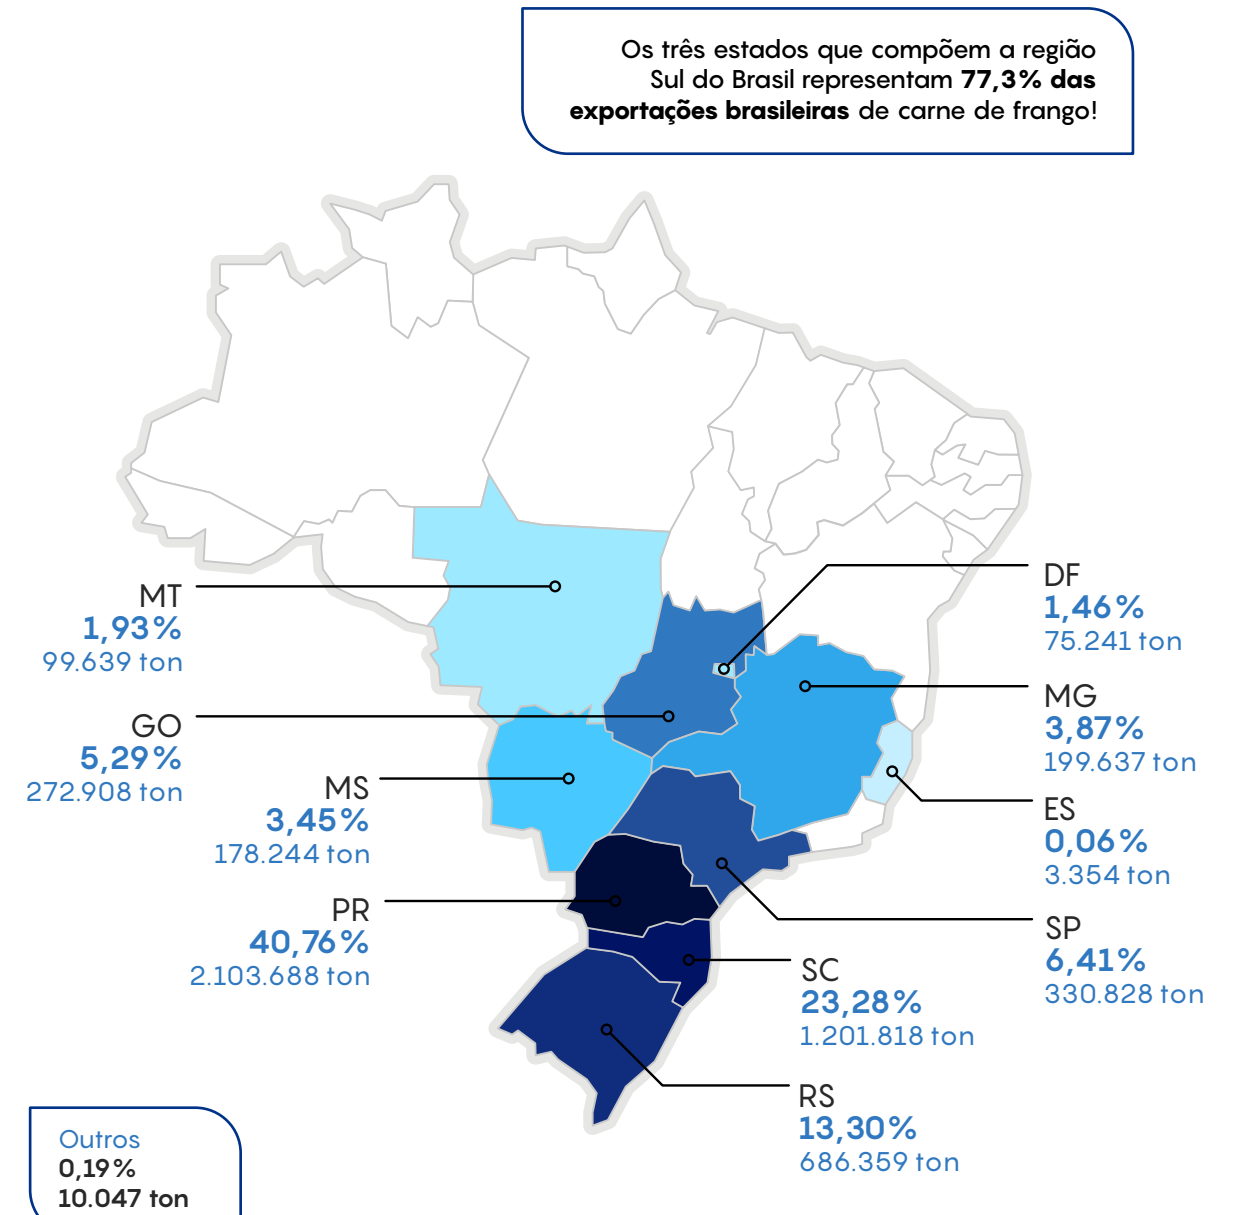 Os três estados que compõem a região
Sul do Brasil representam 77,3% das
exportações brasileiras de carne de frango!
MT
1,93%
99.639 ton
GO
5,29%
272.908 ton
MS
3,45%
178.244 ton
PR
40,76%
2.103.688 ton
DF
1,46%
75.241 ton
MG
3,87%
199.637 ton
ES
0,06%
3.354 ton
SP
6,41%
330.828 ton
SC
23,28%
1.201.818 ton
RS
13,30%
686.359 ton
Outros
0,19%
10.047 ton